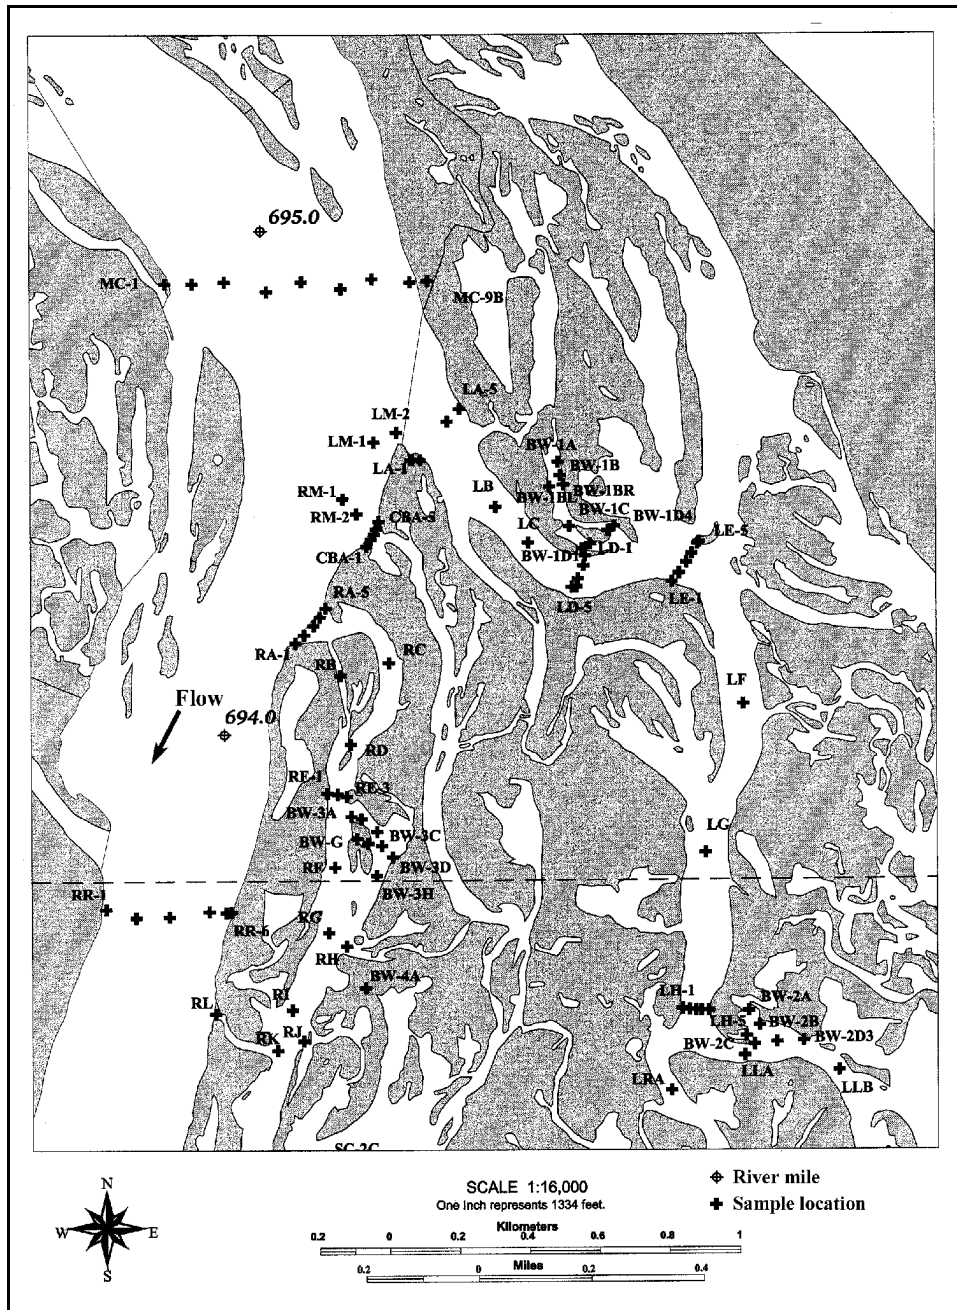 695.0
MC-1
MC-9B
LA-5
LM-2
LM-1
BW-1A
LA-1
BW-1B
RM-1
LB
BW-1BL
BW-1BR
RM-2
CBA-5
BW-1C
BW-1D4
LC
LE-5
CBA-1
BW-1D1
LD-1
RA-5
LD-5
LE-1
RA-1
RB
RC
LF
Flow
694.0
RD
RE-1
RE-3
BW-3A
LG
BW-G
BW-3C
RF
BW-3D
RR-1
BW-3H
RG
RR-6
RH
BW-4A
RL
RI
LH-1
BW-2A
LH-5
BW-2B
RK
RJ
BW-2C
BW-2D3
LLA
LRA
LLB
SC-2C
N
W E
S
SCALE 1:16,000
One inch represents 1334 feet.
Kilometers
0.2 0 0.2 0.4 0.6 0.8 1
Miles
0.2 0 0.2 0.4
River mile
Sample location